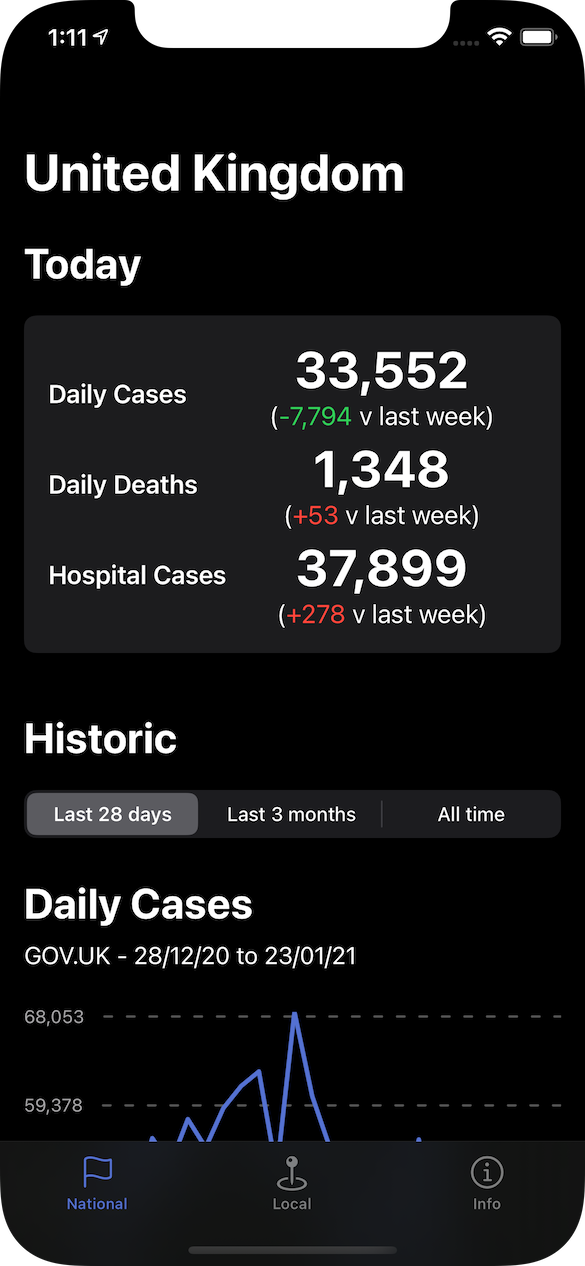 1:11
United Kingdom
Today
Daily Cases
33,552
(-7,794 v last week)
Daily Deaths
1,348
(+53 v last week)
Hospital Cases
37,899
(+278 v last week)
Historic
Last 28 days Last 3 months All time
Daily Cases
GOV.UK - 28/12/20 to 23/01/21
68,053
59,378
National Local Info